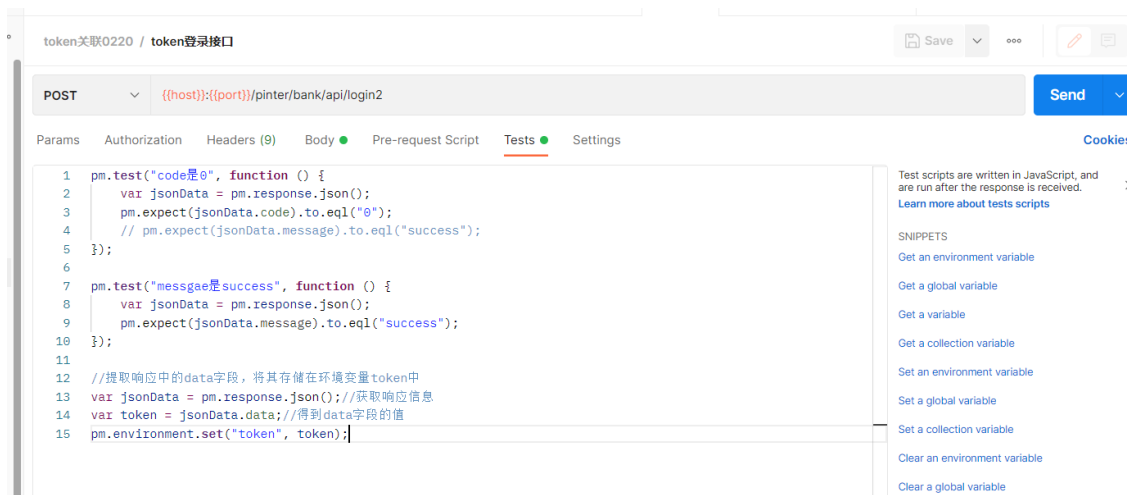 token关联0220 / token登录接口
Save
POST
{{host}}:{{port}}/pinter/bank/api/login2
Send
Params Authorization Headers (9) Body Pre-request Script Tests Settings
Cookies
1 pm.test("code是0", function () {
2 var jsonData = pm.response.json();
3 pm.expect(jsonData.code).to.eql("0");
4 // pm.expect(jsonData.message).to.eql("success");
5 });
6
7 pm.test("messgae是success", function () {
8 var jsonData = pm.response.json();
9 pm.expect(jsonData.message).to.eql("success");
10 });
11
12 //提取响应中的data字段，将其存储在环境变量token中
13 var jsonData = pm.response.json();//获取响应信息
14 var token = jsonData.data;//得到data字段的值
15 pm.environment.set("token", token);
Test scripts are written in JavaScript, and
are run after the response is received.
Learn more about tests scripts
SNIPPETS
Get an environment variable
Get a global variable
Get a variable
Get a collection variable
Set an environment variable
Set a global variable
Set a collection variable
Clear an environment variable
Clear a global variable